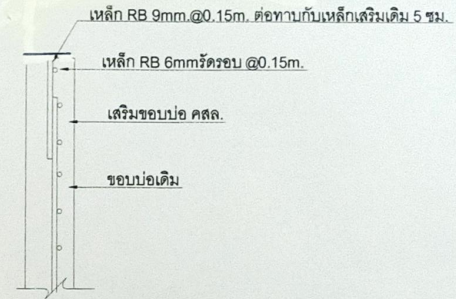 เหล็ก RB 9mm.@0.15m. ต่อทาบกับเหล็กเสริมเดิม 5 ซม.
เหล็ก RB 6mmรัดรอบ @0.15m.
เสริมขอบบ่อ คสล.
ขอบบ่อเดิม